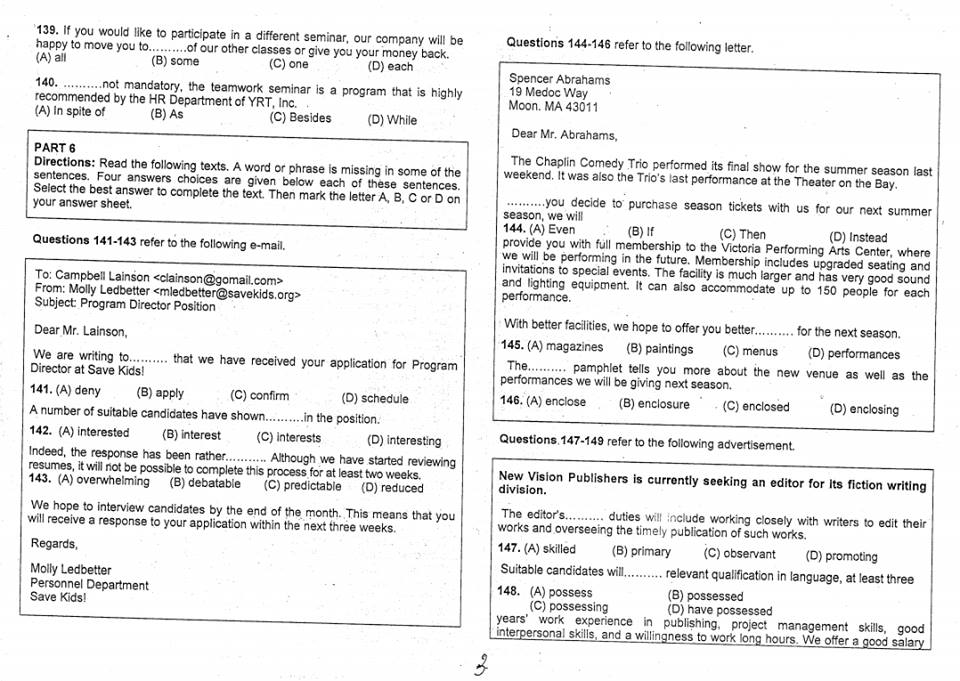 139. If you would like to participate in a different seminar, our company will be
happy to move you to..........of our other classes or give you your money back.
(A) all (B) some (C) one (D) each
140. ..........not mandatory, the teamwork seminar is a program that is highly
recommended by the HR Department of YRT, Inc.
(A) In spite of (B) As (C) Besides (D) While
PART 6
Directions: Read the following texts. A word or phrase is missing in some of the
sentences. Four answers choices are given below each of these sentences.
Select the best answer to complete the text. Then mark the letter A, B, C or D on
your answer sheet.
Questions 141-143 refer to the following e-mail.
To: Campbell Lainson <clainson@gomail.com>
From: Molly Ledbetter <mledbetter@savekids.org>
Subject: Program Director Position
Dear Mr. Lainson,
We are writing to.......... that we have received your application for Program
Director at Save Kids!
141. (A) deny (B) apply (C) confirm (D) schedule
A number of suitable candidates have shown..........in the position.
142. (A) interested (B) interest (C) interests (D) interesting
Indeed, the response has been rather.......... Although we have started reviewing
resumes, it will not be possible to complete this process for at least two weeks.
143. (A) overwhelming (B) debatable (C) predictable (D) reduced
We hope to interview candidates by the end of the month. This means that you
will receive a response to your application within the next three weeks.
Regards,
Molly Ledbetter
Personnel Department
Save Kids!
Questions 144-146 refer to the following letter.
Spencer Abrahams
19 Medoc Way
Moon. MA 43011
Dear Mr. Abrahams,
The Chaplin Comedy Trio performed its final show for the summer season last
weekend. It was also the Trio's last performance at the Theater on the Bay.
..........you decide to purchase season tickets with us for our next summer
season, we will
144. (A) Even (B) If (C) Then (D) Instead
provide you with full membership to the Victoria Performing Arts Center, where
we will be performing in the future. Membership includes upgraded seating and
invitations to special events. The facility is much larger and has very good sound
and lighting equipment. It can also accommodate up to 150 people for each
performance.
With better facilities, we hope to offer you better.......... for the next season.
145. (A) magazines (B) paintings (C) menus (D) performances
The.......... pamphlet tells you more about the new venue as well as the
performances we will be giving next season.
146. (A) enclose (B) enclosure (C) enclosed (D) enclosing
Questions 147-149 refer to the following advertisement.
New Vision Publishers is currently seeking an editor for its fiction writing
division.
The editor's.......... duties will include working closely with writers to edit their
works and overseeing the timely publication of such works.
147. (A) skilled (B) primary (C) observant (D) promoting
Suitable candidates will.......... relevant qualification in language, at least three
148. (A) possess (B) possessed
(C) possessing (D) have possessed
years' work experience in publishing, project management skills, good
interpersonal skills, and a willingness to work long hours. We offer a good salary
3